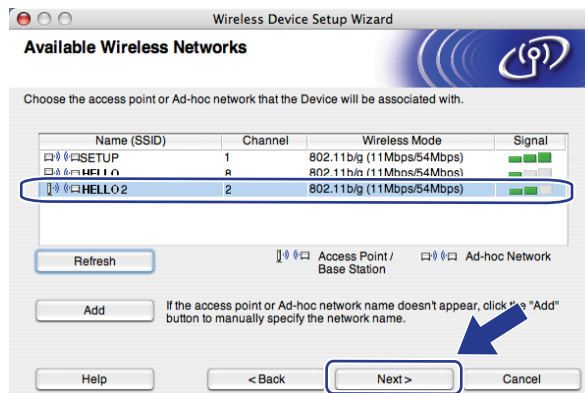 Wireless Device Setup Wizard
Available Wireless Networks
Choose the access point or Ad-hoc network that the Device will be associated with.
Name (SSID) Channel Wireless Mode Signal
SETUP 1 802.11b/g (11Mbps/54Mbps)
HELLO 8 802.11b/g (11Mbps/54Mbps)
HELLO2 2 802.11b/g (11Mbps/54Mbps)
Refresh
Access Point / Ad-hoc Network
Base Station
Add
If the access point or Ad-hoc network name doesn't appear, click the "Add"
button to manually specify the network name.
Help < Back Next > Cancel